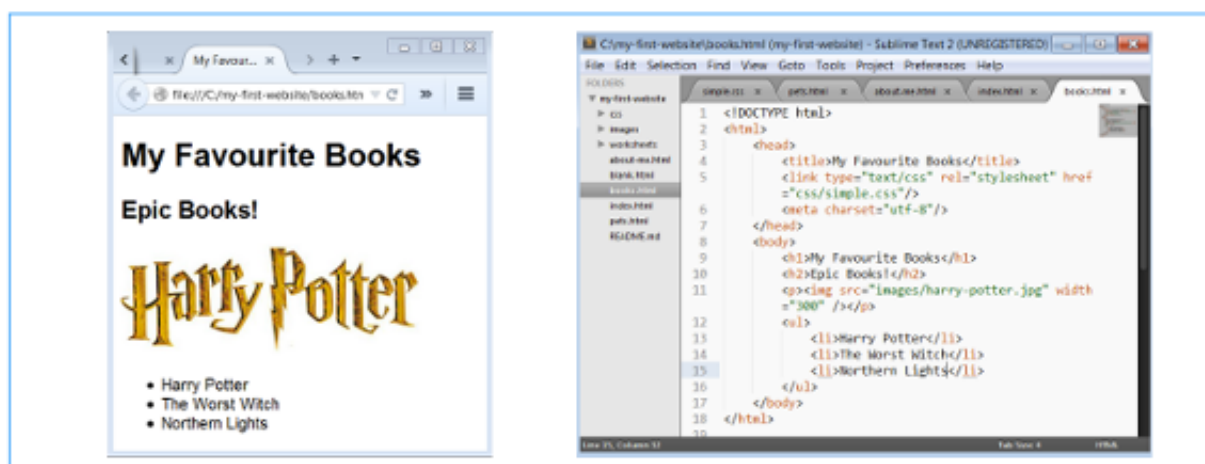 My Favour...
file:///C:/my-first-website/books.htm
My Favourite Books
Epic Books!
Harry Potter
• Harry Potter
• The Worst Witch
• Northern Lights
C:\my-first-website\books.html (my-first-website) - Sublime Text 2 (UNREGISTERED)
File Edit Selection Find View Goto Tools Project Preferences Help
FOLDERS
my-first-website
css
images
worksheets
about-me.html
blank.html
books.html
index.html
pets.html
README.md
simple.css pets.html about-me.html index.html books.html
1 <!DOCTYPE html>
2 <html>
3 <head>
4 <title>My Favourite Books</title>
5 <link type="text/css" rel="stylesheet" href
="css/simple.css"/>
6 <meta charset="utf-8"/>
7 </head>
8 <body>
9 <h1>My Favourite Books</h1>
10 <h2>Epic Books!</h2>
11 <p><img src="images/harry-potter.jpg" width
="300" /></p>
12 <ul>
13 <li>Harry Potter</li>
14 <li>The Worst Witch</li>
15 <li>Northern Lights</li>
16 </ul>
17 </body>
18 </html>
19
Line 15, Column 32 Tab Size: 4 HTML